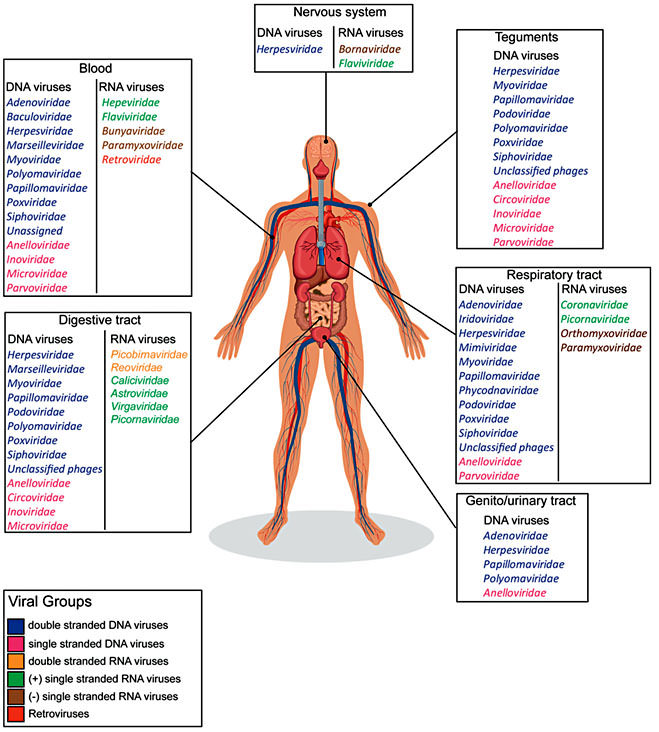 Nervous system
DNA viruses
Herpesviridae
RNA viruses
Bornaviridae
Flaviviridae
Blood
DNA viruses
Adenoviridae
Baculoviridae
Herpesviridae
Marseilleviridae
Myoviridae
Polyomaviridae
Papillomaviridae
Poxviridae
Siphoviridae
Unassigned
Anelloviridae
Inoviridae
Microviridae
Parvoviridae
RNA viruses
Hepeviridae
Flaviviridae
Bunyaviridae
Paramyxoviridae
Retroviridae
Teguments
DNA viruses
Herpesviridae
Myoviridae
Papillomaviridae
Podoviridae
Polyomaviridae
Poxviridae
Siphoviridae
Unclassified phages
Anelloviridae
Circoviridae
Inoviridae
Microviridae
Parvoviridae
Respiratory tract
DNA viruses
Adenoviridae
Iridoviridae
Herpesviridae
Mimiviridae
Myoviridae
Papillomaviridae
Phycodnaviridae
Podoviridae
Poxviridae
Siphoviridae
Unclassified phages
Anelloviridae
Parvoviridae
RNA viruses
Coronaviridae
Picornaviridae
Orthomyxoviridae
Paramyxoviridae
Digestive tract
DNA viruses
Herpesviridae
Marseilleviridae
Myoviridae
Papillomaviridae
Podoviridae
Polyomaviridae
Poxviridae
Siphoviridae
Unclassified phages
Anelloviridae
Circoviridae
Inoviridae
Microviridae
RNA viruses
Picobirnaviridae
Reoviridae
Caliciviridae
Astroviridae
Virgaviridae
Picornaviridae
Genito/urinary tract
DNA viruses
Adenoviridae
Herpesviridae
Papillomaviridae
Polyomaviridae
Anelloviridae
Viral Groups
double stranded DNA viruses
single stranded DNA viruses
double stranded RNA viruses
(+) single stranded RNA viruses
(-) single stranded RNA viruses
Retroviruses